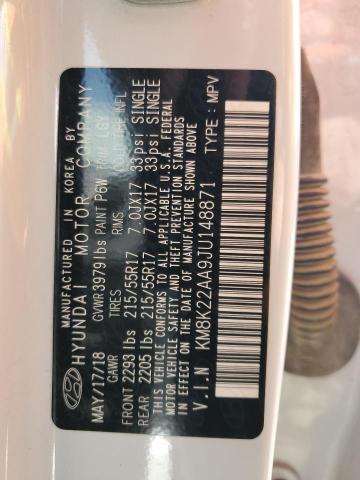 MANUFACTURED IN KOREA BY
HYUNDAI MOTOR COMPANY
MAY/17/18 GVWR 3979 lbs PAINT P6W TRIM LGY
GAWR TIRES RIMS COLD TIRE INFL
FRONT 2293 lbs 215/55R17 7.0JX17 33psi SINGLE
REAR 2205 lbs 215/55R17 7.0JX17 33psi SINGLE
THIS VEHICLE CONFORMS TO ALL APPLICABLE U.S.A. FEDERAL
MOTOR VEHICLE SAFETY, BUMPER, AND THEFT PREVENTION STANDARDS
IN EFFECT ON THE DATE OF MANUFACTURE SHOWN ABOVE.
V.I.N KM8K22AA9JU148871 TYPE : MPV